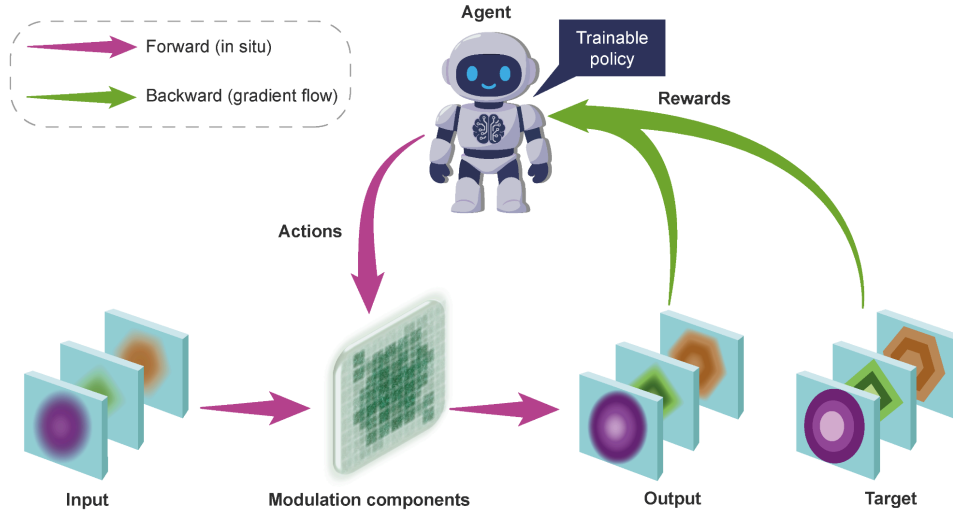 Agent
Forward (in situ)
Backward (gradient flow)
Trainable
policy
Rewards
Actions
Input
Modulation components
Output
Target